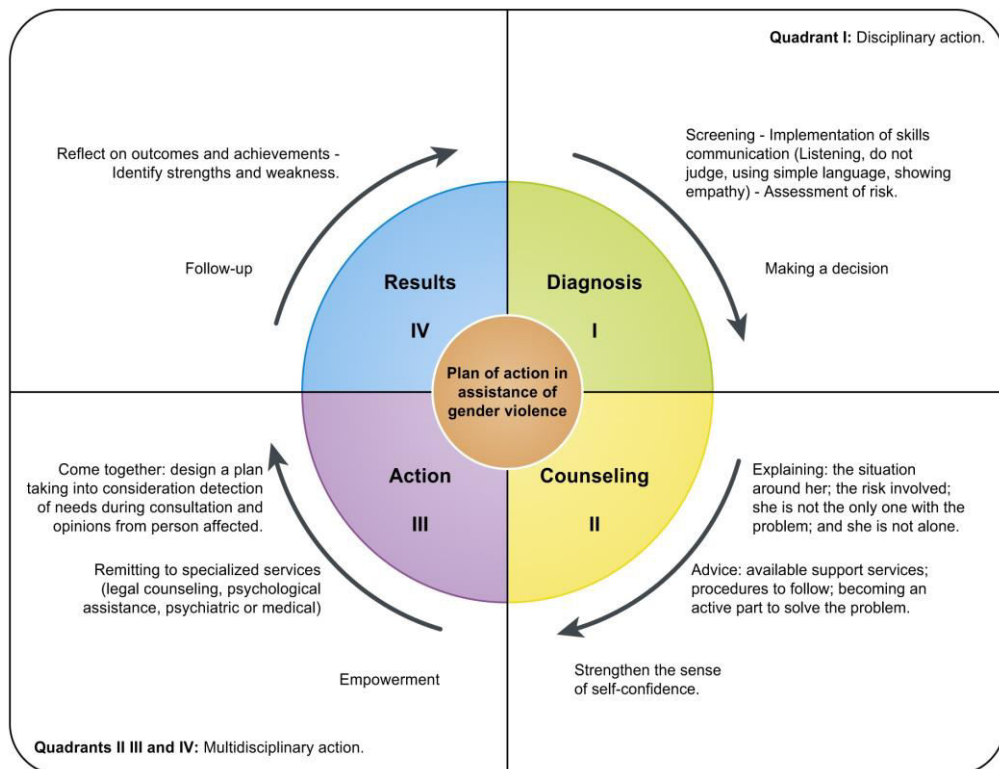 Quadrant I: Disciplinary action.
Screening - Implementation of skills
communication (Listening, do not
judge, using simple language, showing
empathy) - Assessment of risk.
Making a decision
Reflect on outcomes and achievements -
Identify strengths and weakness.
Follow-up
Results
IV
Diagnosis
I
Plan of action in
assistance of
gender violence
Action
III
Counseling
II
Explaining: the situation
around her; the risk involved;
she is not the only one with the
problem; and she is not alone.
Advice: available support services;
procedures to follow; becoming an
active part to solve the problem.
Strengthen the sense
of self-confidence.
Come together: design a plan
taking into consideration detection
of needs during consultation and
opinions from person affected.
Remitting to specialized services
(legal counseling, psychological
assistance, psychiatric or medical)
Empowerment
Quadrants II III and IV: Multidisciplinary action.